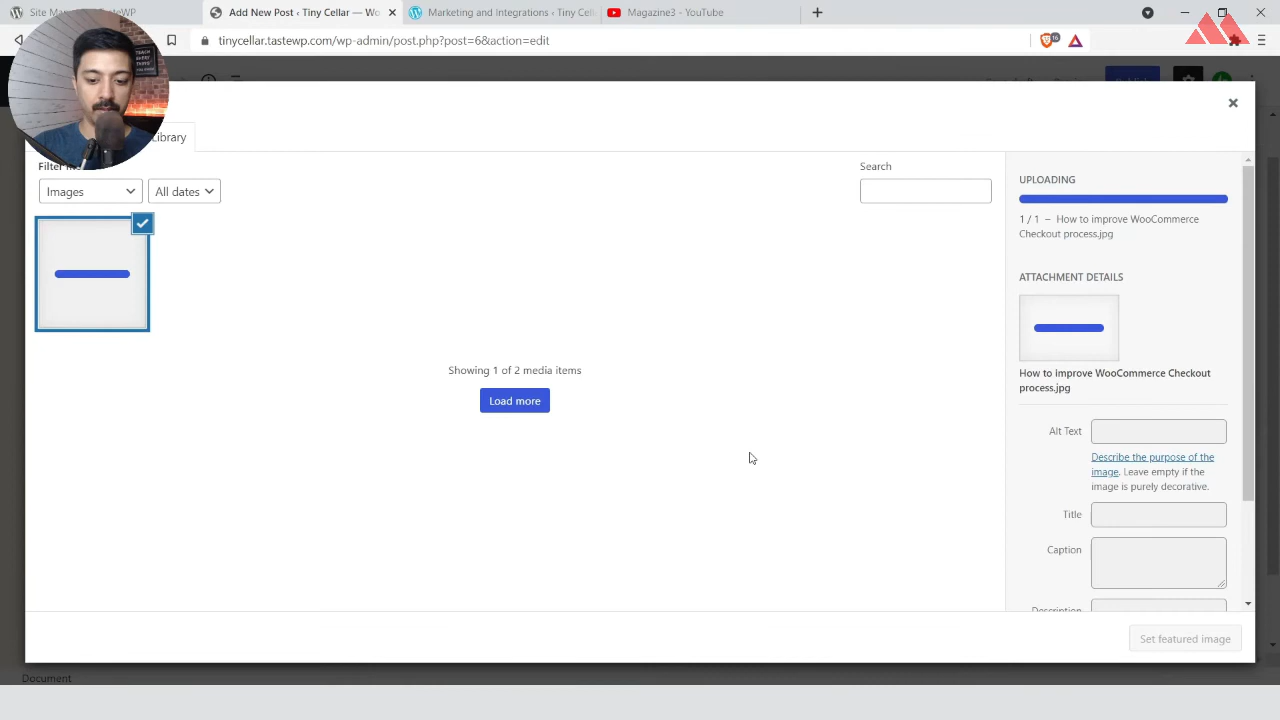 Add New Post - Tiny Cellar — Wo
Marketing and Integrations ‹ Tiny Cell
Magazine3 - YouTube
tinycellar.tastewp.com/wp-admin/post.php?post=6&action=edit
16
Library
Images
All dates
Search
UPLOADING
1 / 1 – How to improve WooCommerce
Checkout process.jpg
ATTACHMENT DETAILS
How to improve WooCommerce Checkout
process.jpg
Showing 1 of 2 media items
Load more
Alt Text
Describe the purpose of the
image. Leave empty if the
image is purely decorative.
Title
Caption
Description
Set featured image
Document